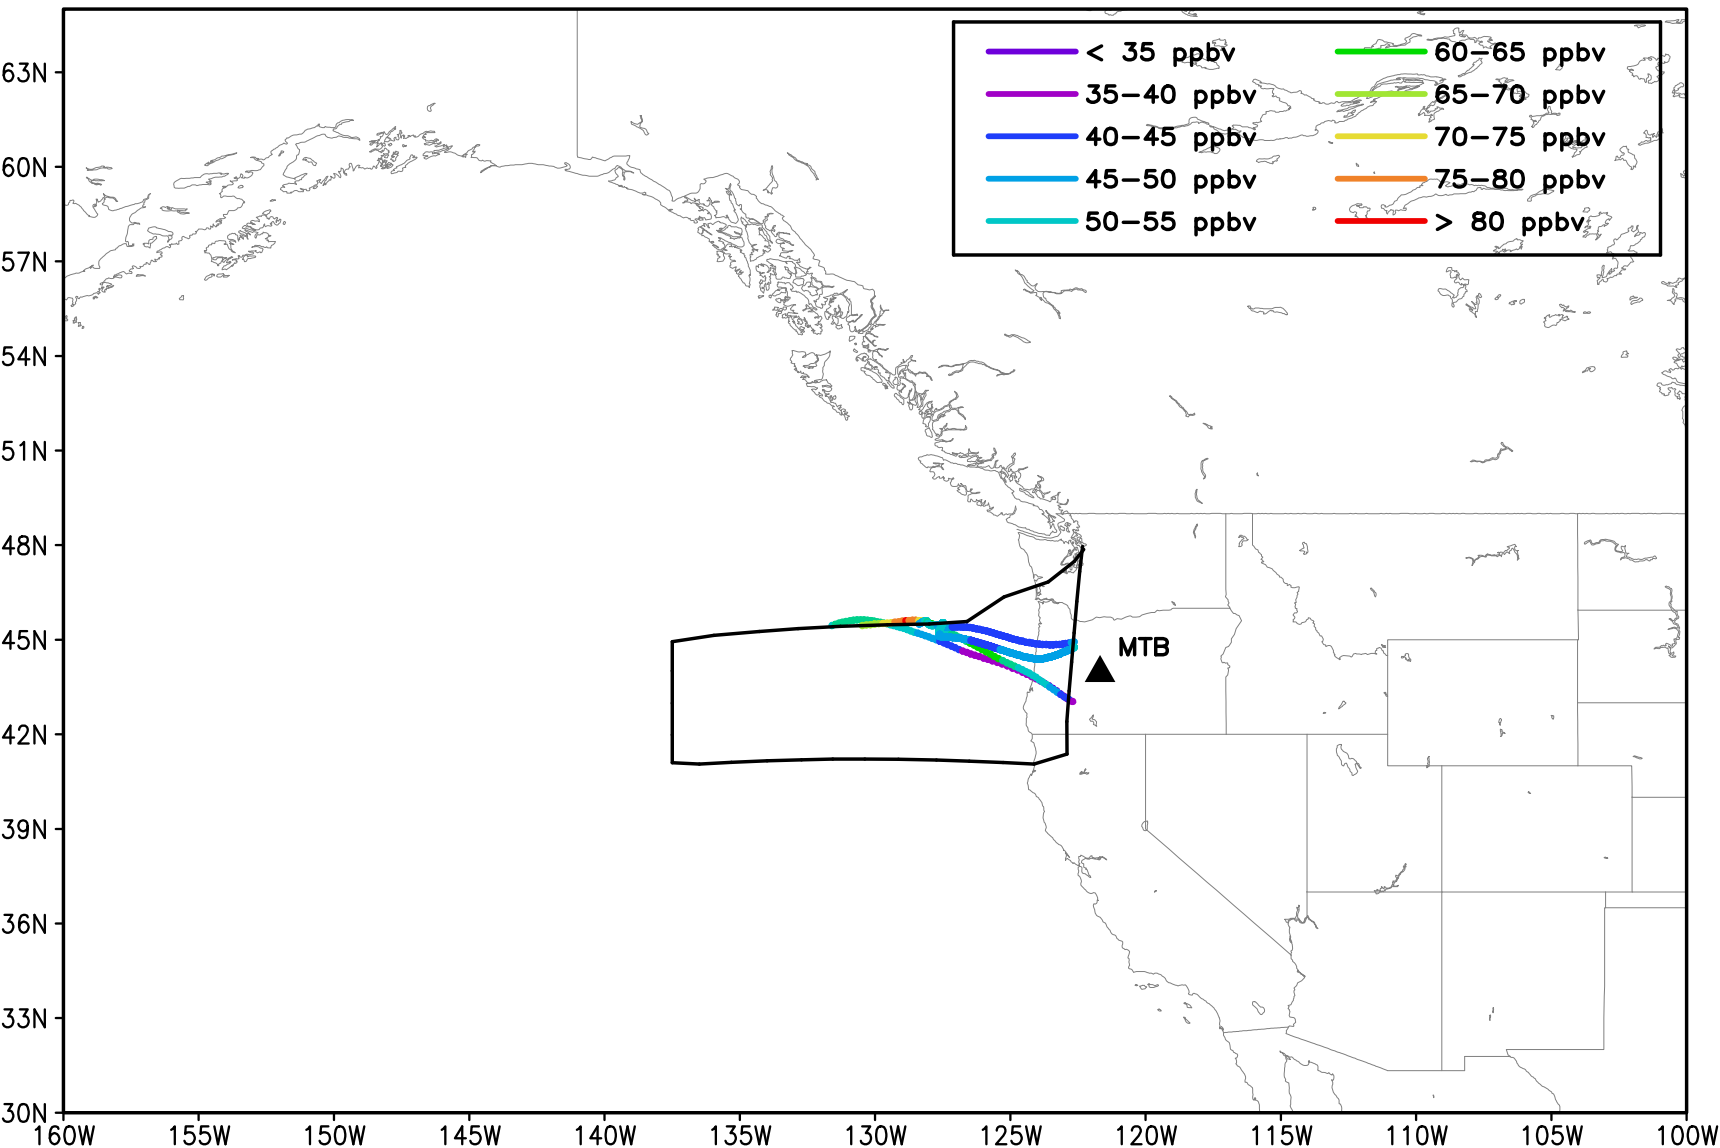 < 35 ppbv
35-40 ppbv
40-45 ppbv
45-50 ppbv
50-55 ppbv
60-65 ppbv
65-70 ppbv
70-75 ppbv
75-80 ppbv
> 80 ppbv
63N
60N
57N
54N
51N
48N
45N
42N
39N
36N
33N
30N
MTB
160W 155W 150W 145W 140W 135W 130W 125W 120W 115W 110W 105W 100W